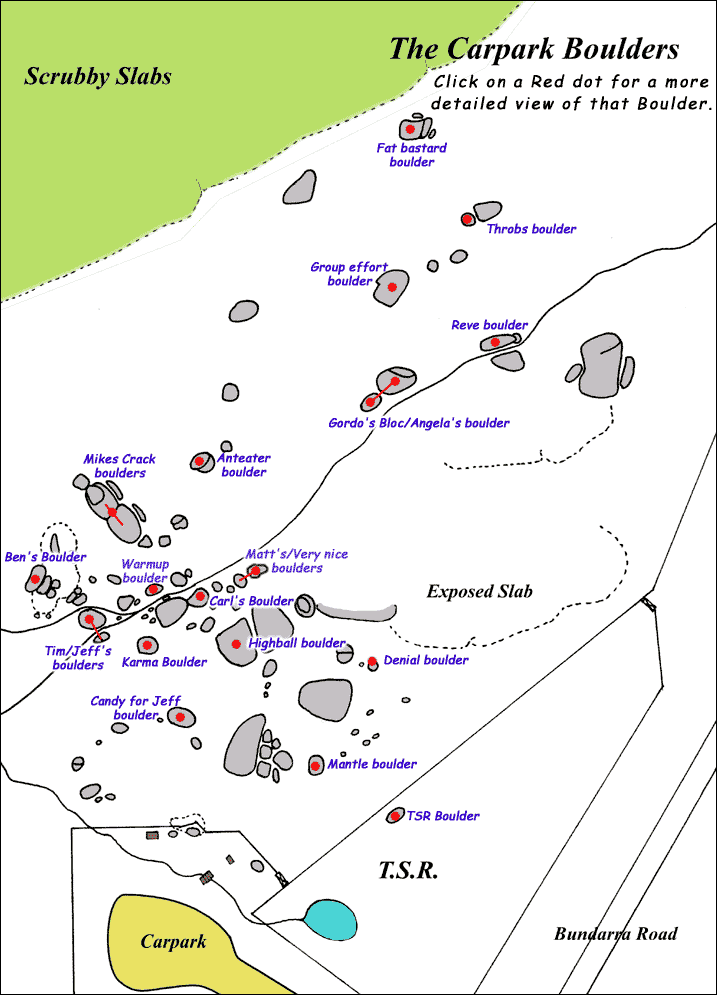 The Carpark Boulders
Scrubby Slabs
Click on a Red dot for a more
detailed view of that Boulder.
Fat bastard
boulder
Throbs boulder
Group effort
boulder
Reve boulder
Gordo's Bloc/Angela's boulder
Mikes Crack
boulders
Anteater
boulder
Ben's Boulder
Warmup
boulder
Matt's/Very nice
boulders
Carl's Boulder
Exposed Slab
Tim/Jeff's
boulders
Karma Boulder
Highball boulder
Denial boulder
Candy for Jeff
boulder
Mantle boulder
TSR Boulder
T.S.R.
Carpark
Bundarra Road